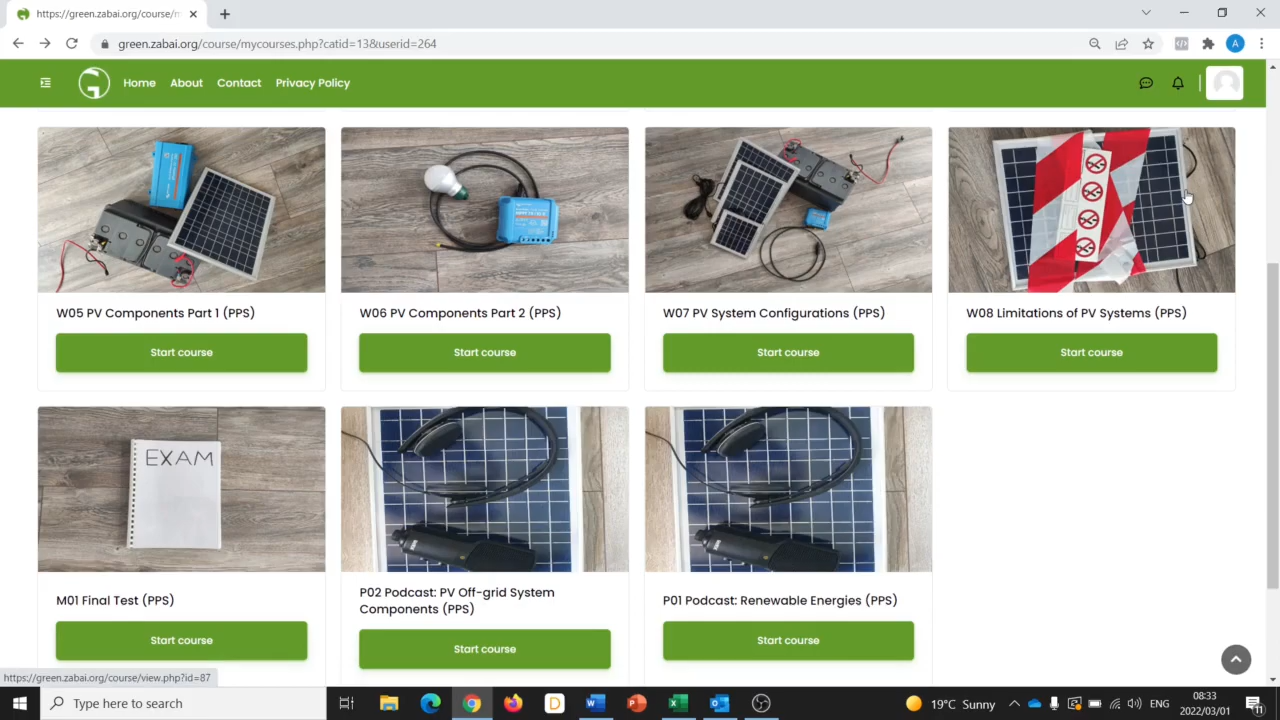 https://green.zabai.org/course/m
green.zabai.org/course/mycourses.php?catid=13&userid=264
A
Home About Contact Privacy Policy
W05 PV Components Part 1 (PPS)
Start course
W06 PV Components Part 2 (PPS)
Start course
W07 PV System Configurations (PPS)
Start course
W08 Limitations of PV Systems (PPS)
Start course
EXAM
M01 Final Test (PPS)
Start course
P02 Podcast: PV Off-grid System
Components (PPS)
Start course
P01 Podcast: Renewable Energies (PPS)
Start course
https://green.zabai.org/course/view.php?id=87
Type here to search
19°C Sunny
ENG
08:33
2022/03/01
11